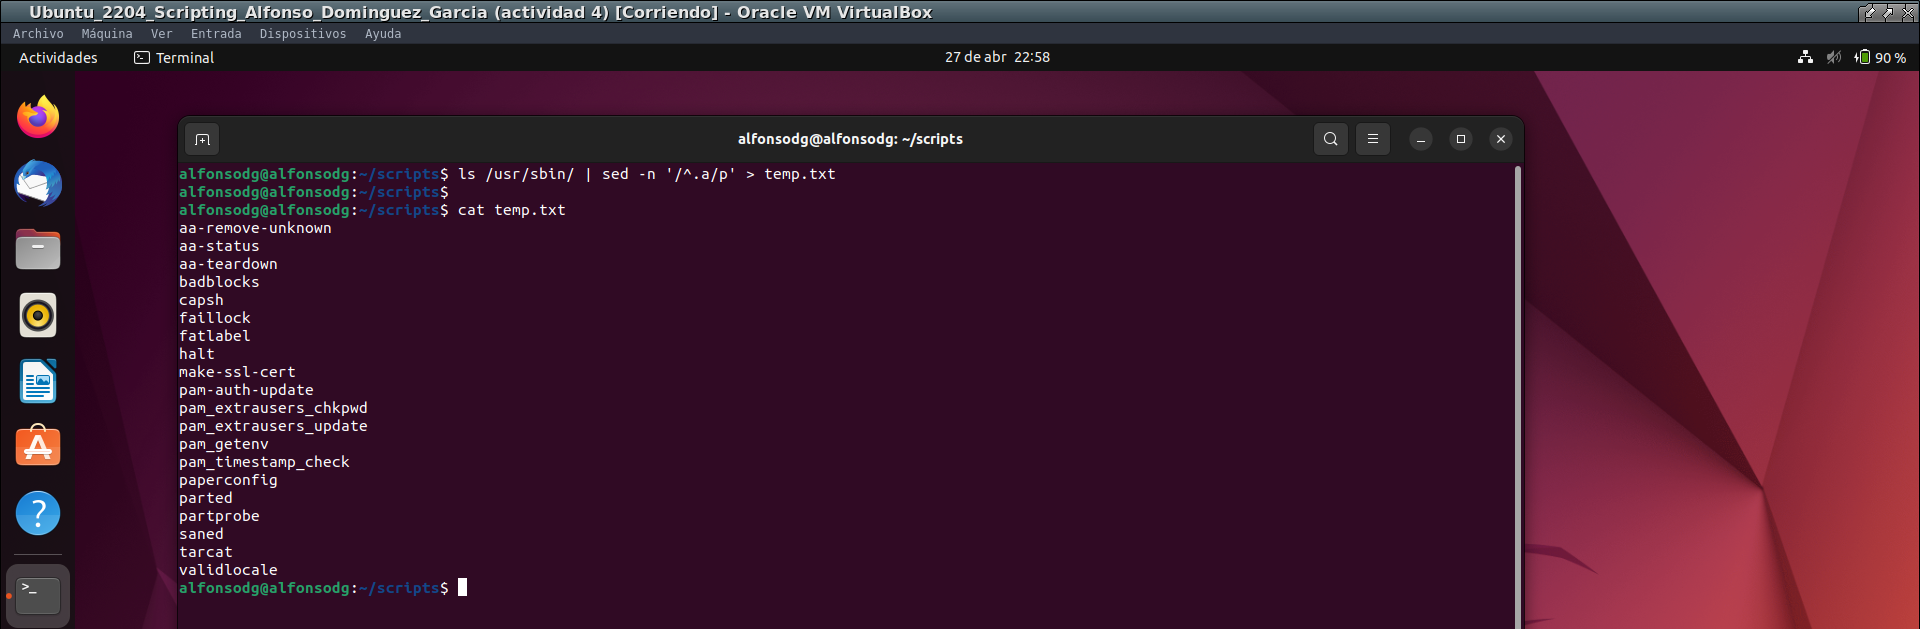 Ubuntu_2204_Scripting_Alfonso_Dominguez_Garcia (actividad 4) [Corriendo] - Oracle VM VirtualBox
Archivo Máquina Ver Entrada Dispositivos Ayuda
Actividades Terminal 27 de abr 22:58 90 %
alfonsodg@alfonsodg: ~/scripts
alfonsodg@alfonsodg:~/scripts$ ls /usr/sbin/ | sed -n '/^.a/p' > temp.txt
alfonsodg@alfonsodg:~/scripts$
alfonsodg@alfonsodg:~/scripts$ cat temp.txt
aa-remove-unknown
aa-status
aa-teardown
badblocks
capsh
faillock
fatlabel
halt
make-ssl-cert
pam-auth-update
pam_extrausers_chkpwd
pam_extrausers_update
pam_getenv
pam_timestamp_check
paperconfig
parted
partprobe
saned
tarcat
validlocale
alfonsodg@alfonsodg:~/scripts$